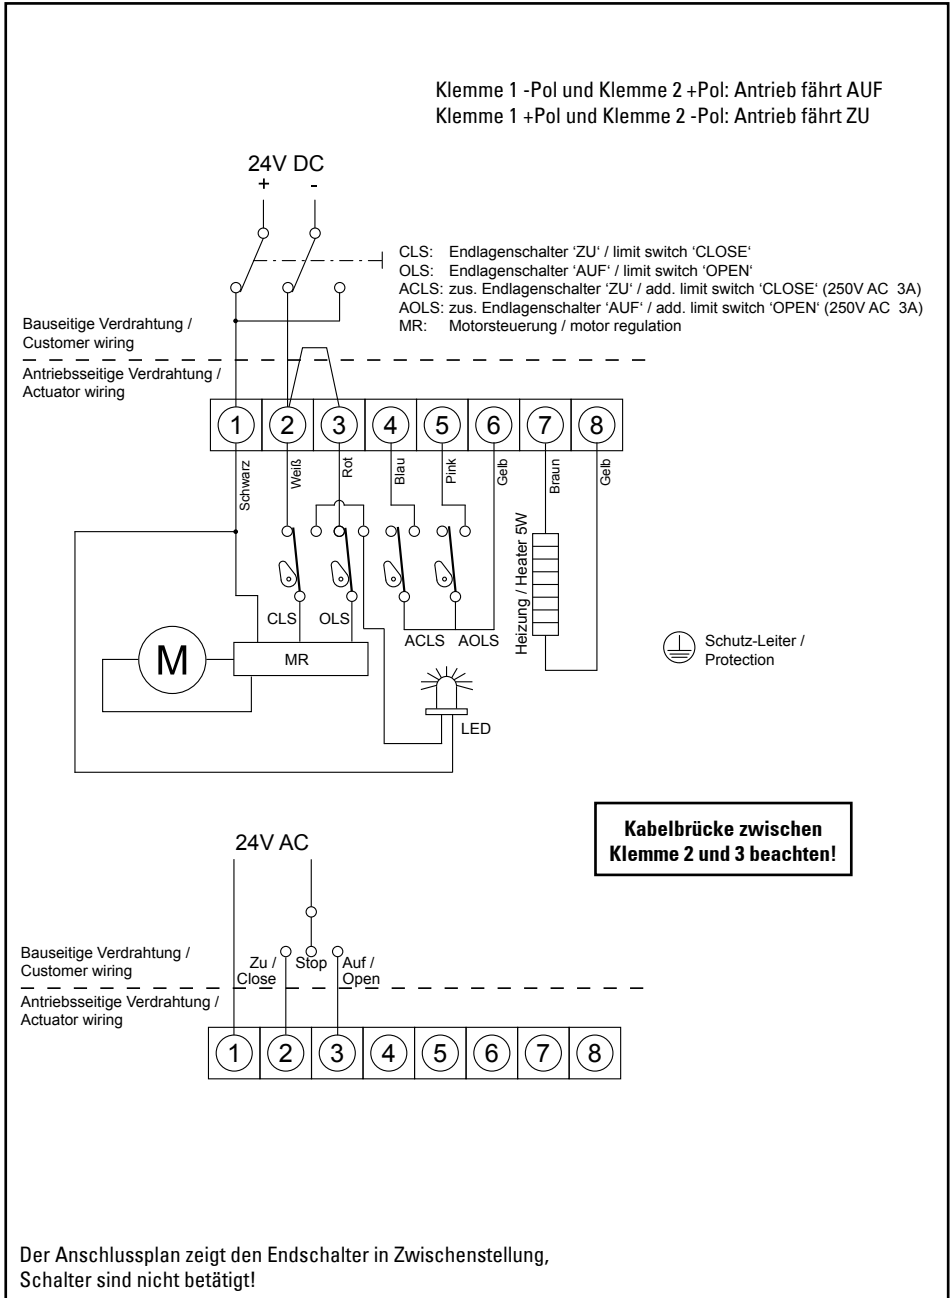 Klemme 1 -Pol und Klemme 2 +Pol: Antrieb fährt AUF
Klemme 1 +Pol und Klemme 2 -Pol: Antrieb fährt ZU
24V DC
+ -
CLS: Endlagenschalter ‘ZU‘ / limit switch ‘CLOSE‘
OLS: Endlagenschalter ‘AUF‘ / limit switch ‘OPEN‘
ACLS: zus. Endlagenschalter ‘ZU‘ / add. limit switch ‘CLOSE‘ (250V AC 3A)
AOLS: zus. Endlagenschalter ‘AUF‘ / add. limit switch ‘OPEN‘ (250V AC 3A)
MR: Motorsteuerung / motor regulation
Bauseitige Verdrahtung /
Customer wiring
Antriebsseitige Verdrahtung /
Actuator wiring
1 2 3 4 5 6 7 8
Schwarz
Weiß
Rot
Blau
Pink
Gelb
Braun
Gelb
Heizung / Heater 5W
CLS OLS
ACLS AOLS
M
MR
LED
Schutz-Leiter /
Protection
Kabelbrücke zwischen
Klemme 2 und 3 beachten!
24V AC
Bauseitige Verdrahtung /
Customer wiring
Zu /
Close
Stop
Auf /
Open
Antriebsseitige Verdrahtung /
Actuator wiring
1 2 3 4 5 6 7 8
Der Anschlussplan zeigt den Endschalter in Zwischenstellung,
Schalter sind nicht betätigt!